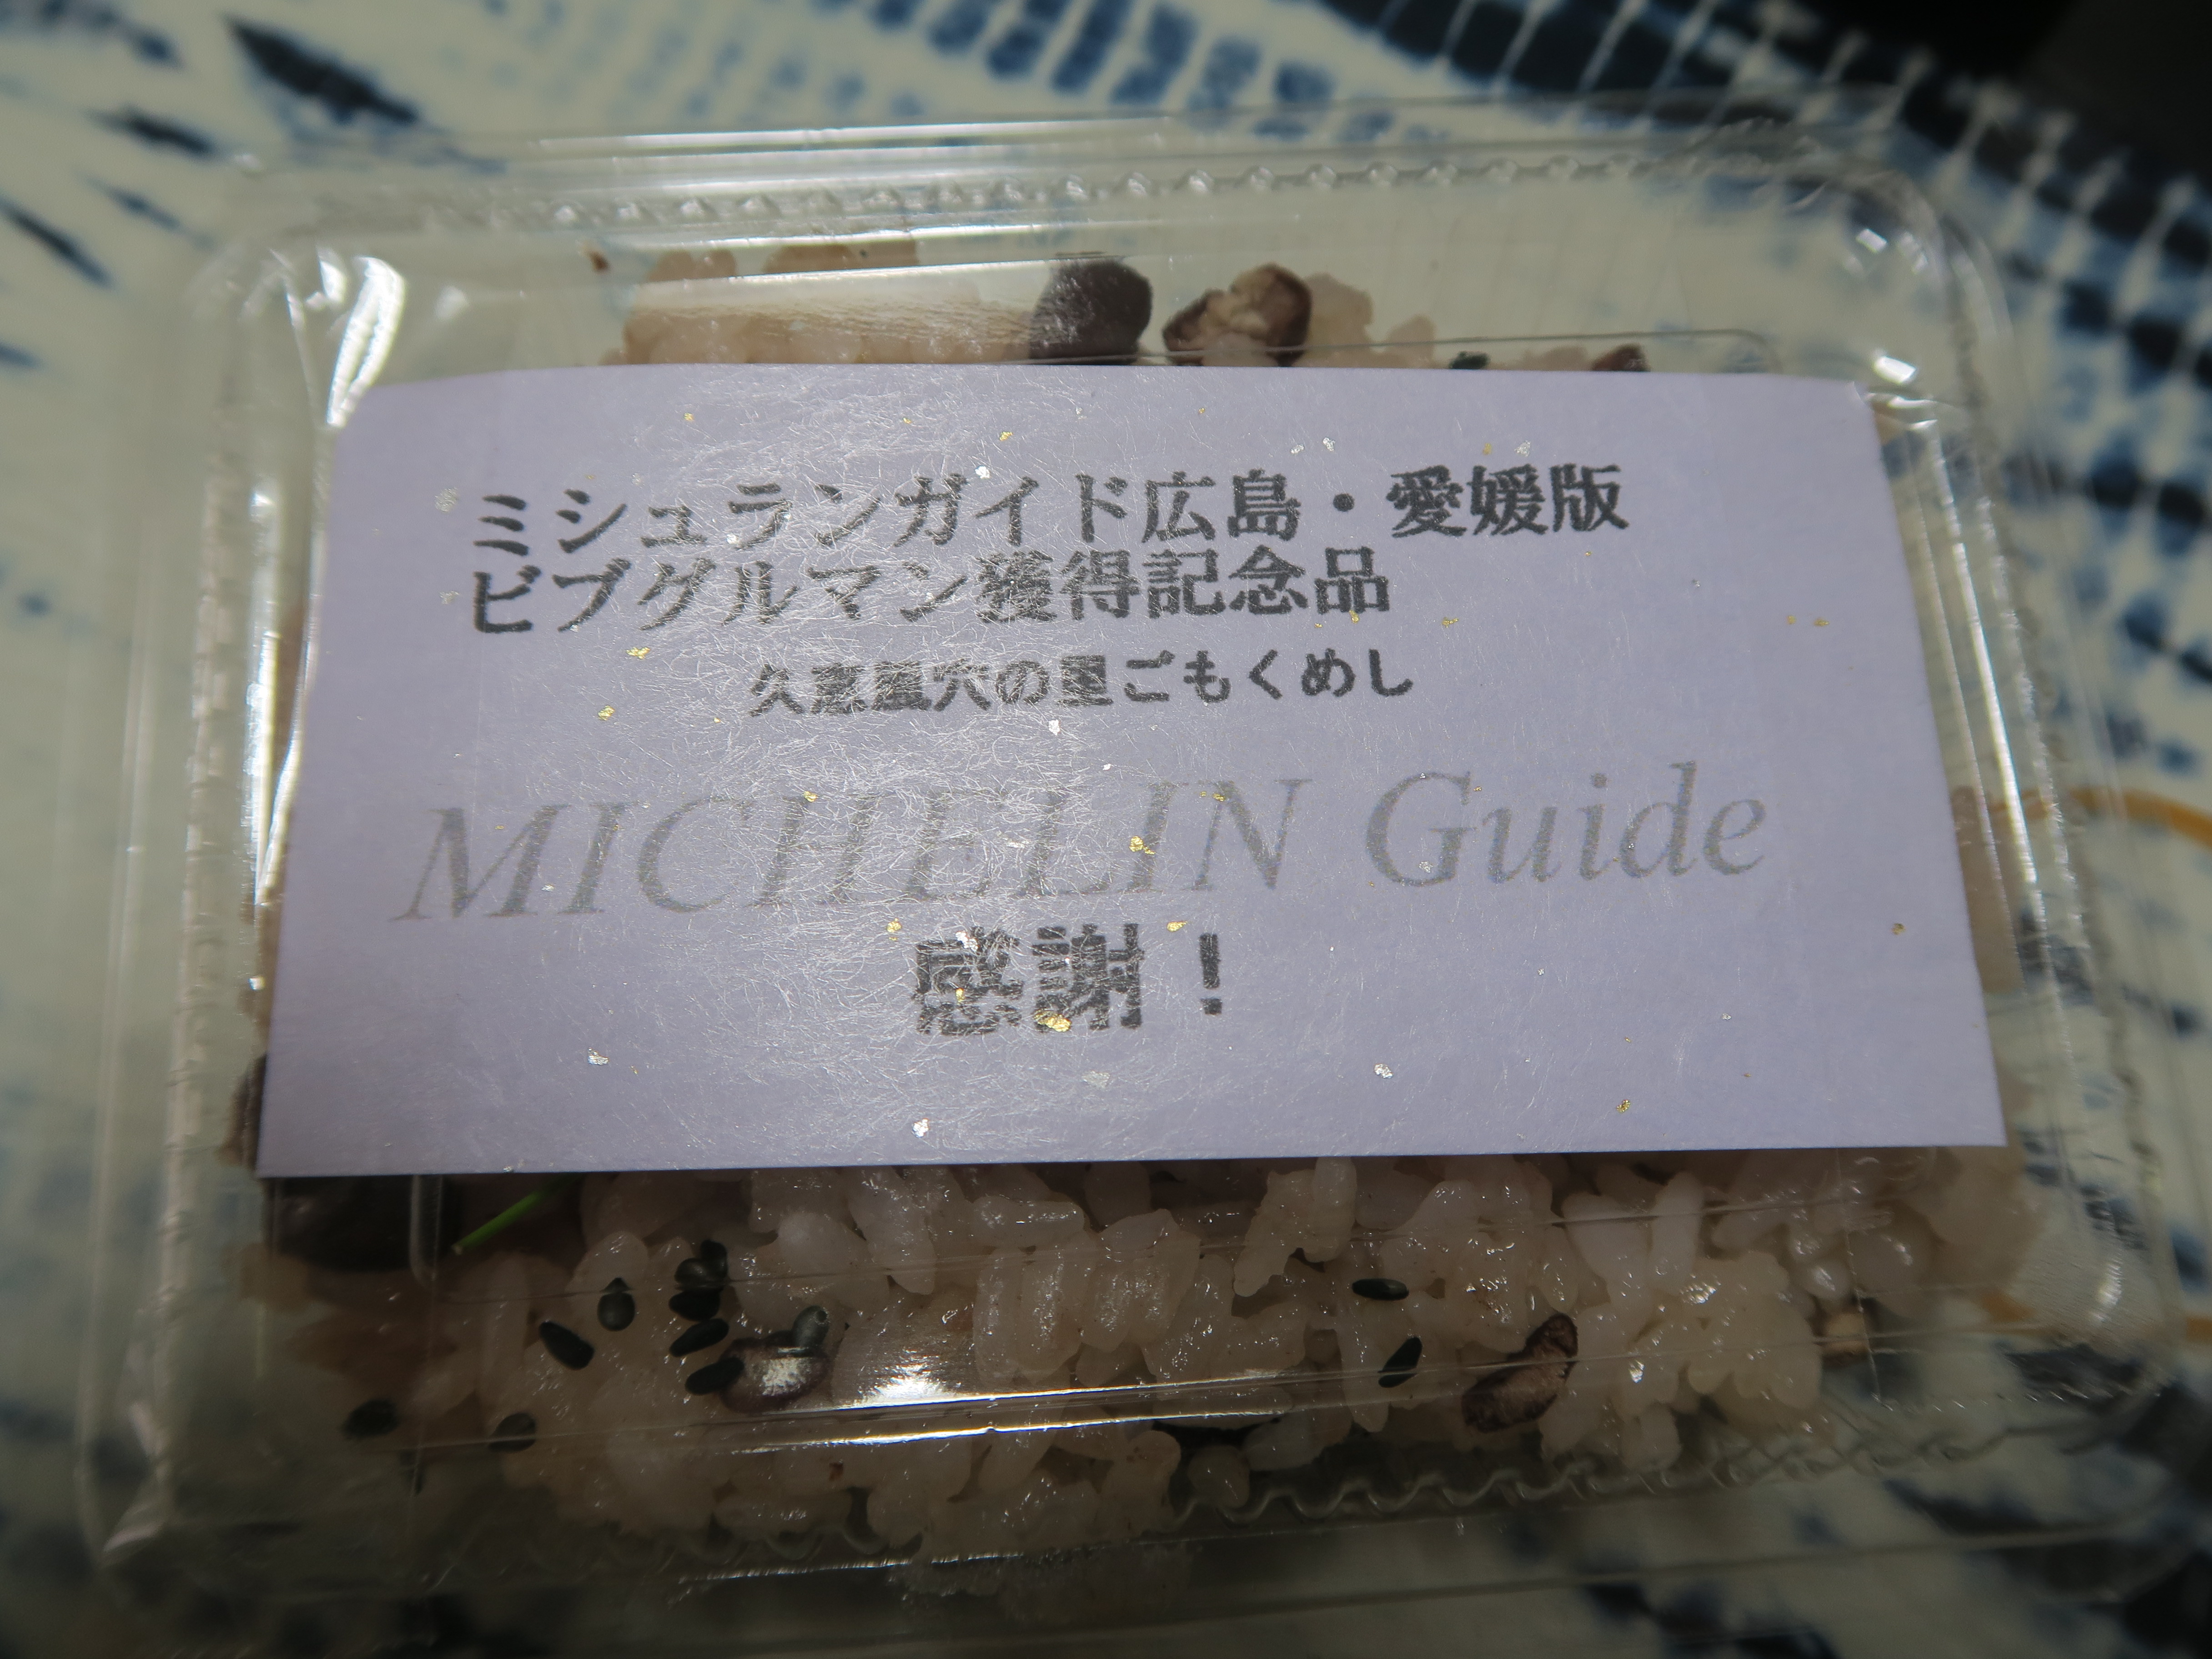 ミシュランガイド広島・愛媛版
ビブグルマン獲得記念品
久恵風穴の里ごもくめし
MICHELIN Guide
感謝！